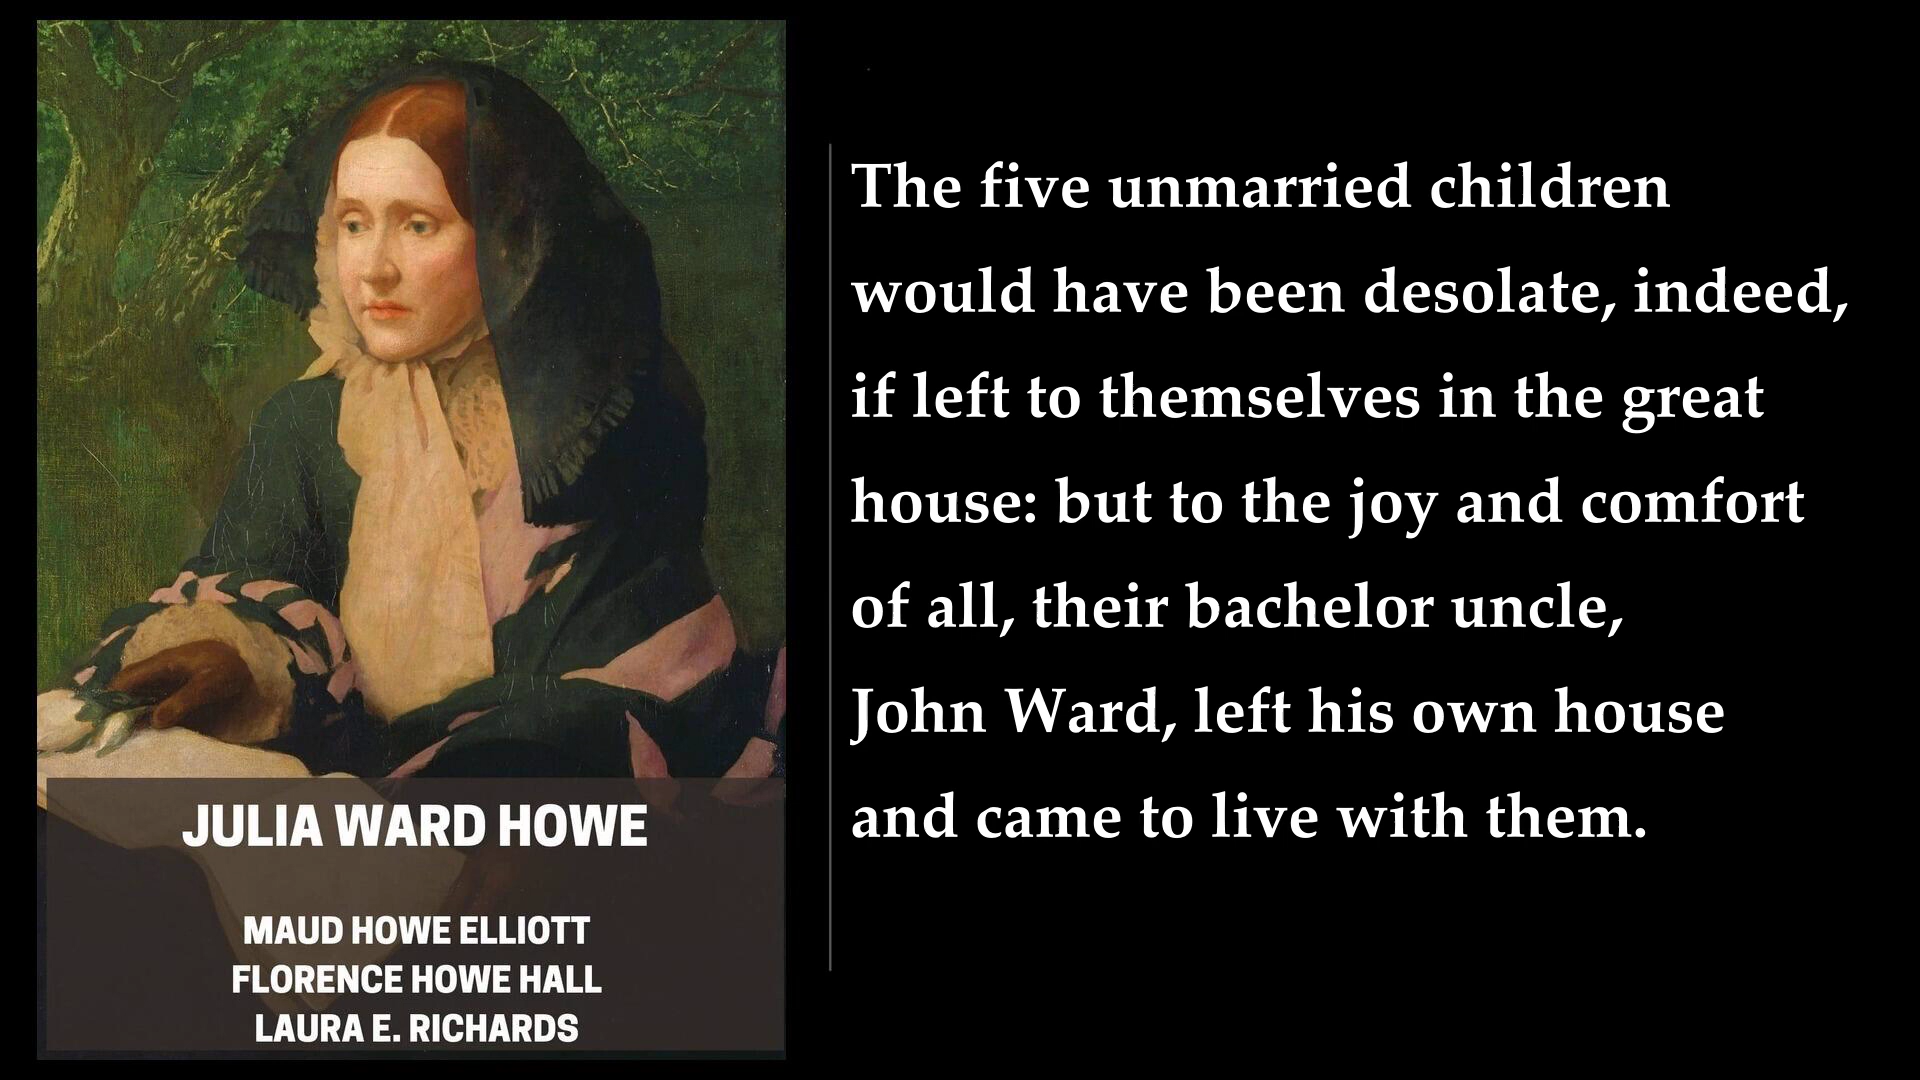 JULIA WARD HOWE
MAUD HOWE ELLIOTT
FLORENCE HOWE HALL
LAURA E. RICHARDS
The five unmarried children
would have been desolate, indeed,
if left to themselves in the great
house: but to the joy and comfort
of all, their bachelor uncle,
John Ward, left his own house
and came to live with them.